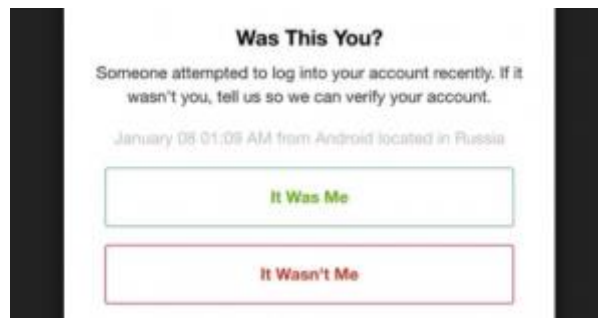 Was This You?
Someone attempted to log into your account recently. If it
wasn't you, tell us so we can verify your account.
January 08 01:09 AM from Android located in Russia
It Was Me
It Wasn't Me